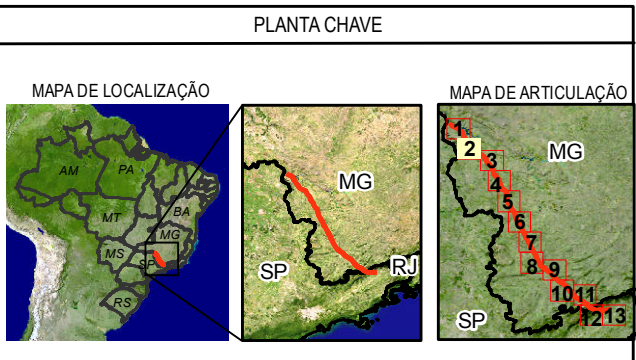 PLANTA CHAVE
MAPA DE LOCALIZAÇÃO
AM
PA
MT
BA
MG
MS
SP
RS
MG
SP
RJ
MAPA DE ARTICULAÇÃO
1
2
3
MG
4
5
6
7
8
9
10
11
SP
12
13